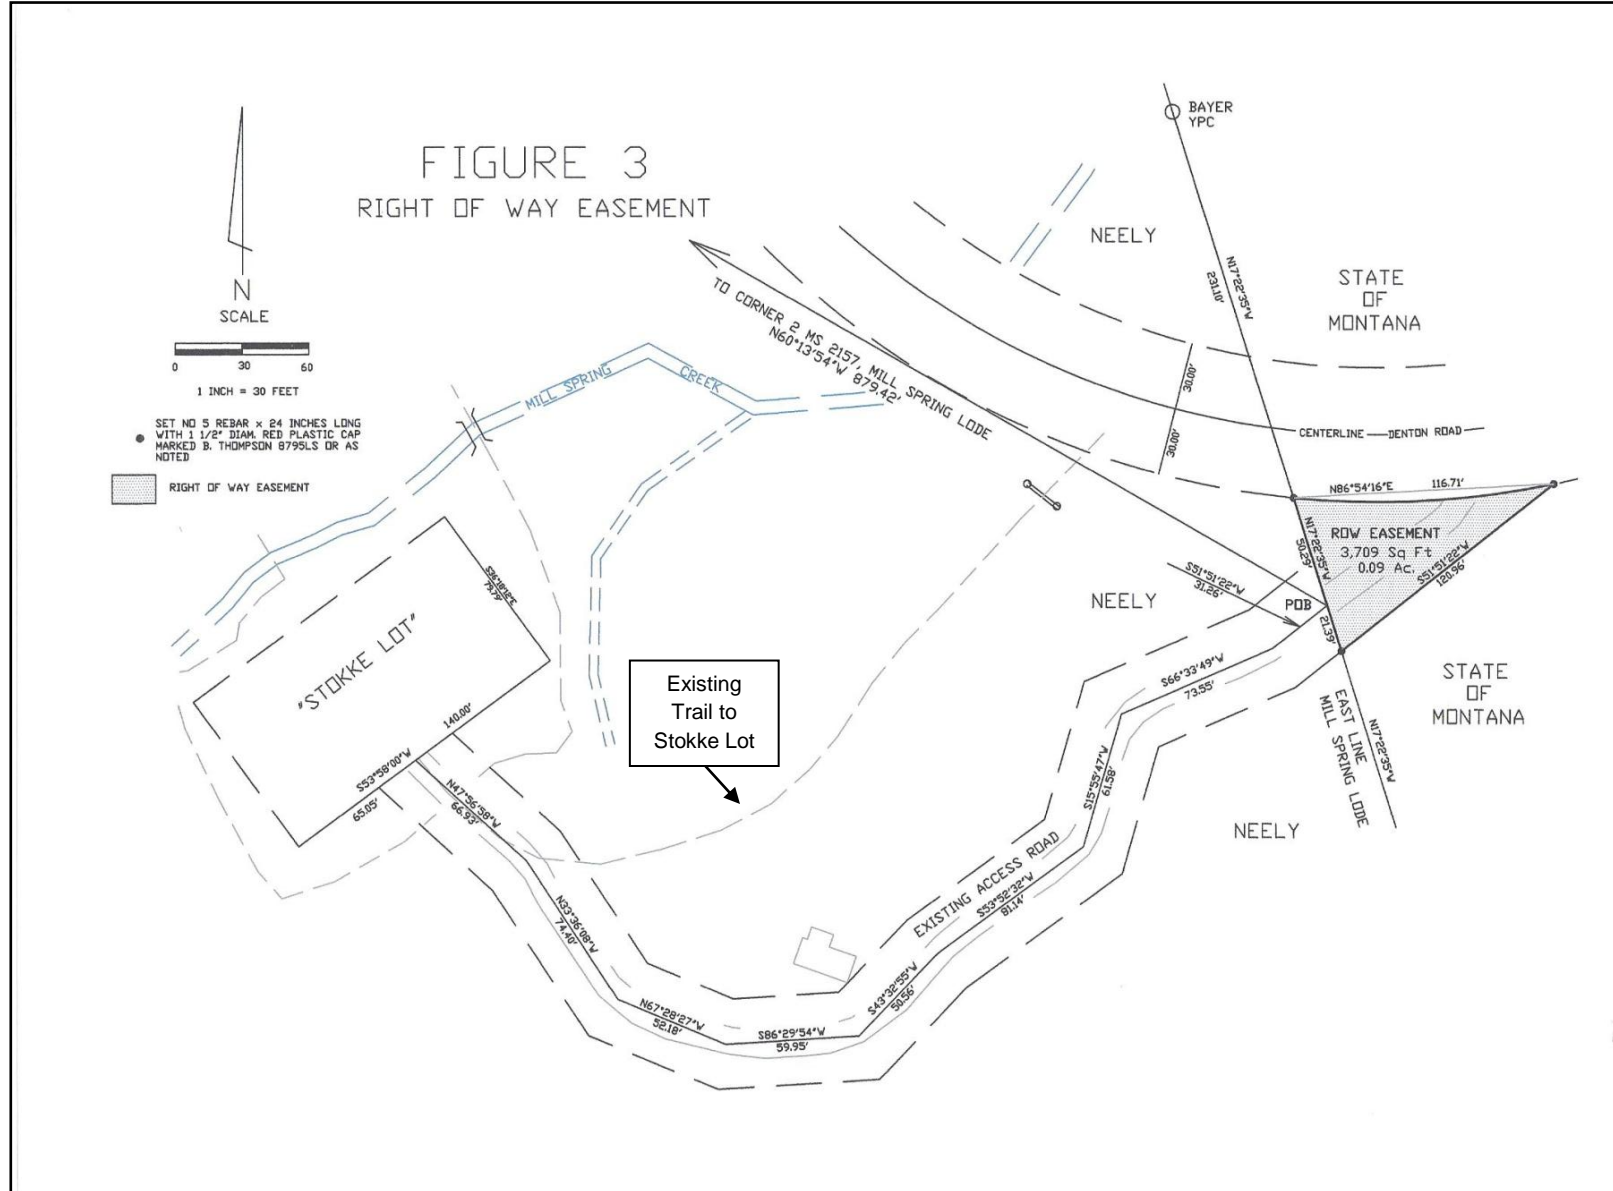 FIGURE 3
RIGHT OF WAY EASEMENT
N
SCALE
0 30 60
1 INCH = 30 FEET
SET NO 5 REBAR x 24 INCHES LONG
WITH 1 1/2" DIAM. RED PLASTIC CAP
MARKED B. THOMPSON 8795LS OR AS
NOTED
RIGHT OF WAY EASEMENT
BAYER
YPC
NEELY
N17°22'35"W
231.10'
STATE
OF
MONTANA
TO CORNER 2 MS 2157, MILL SPRING LODE
N60°13'54"W 879.42'
30.00'
30.00'
CENTERLINE DENTON ROAD
MILL SPRING CREEK
N86°54'16"E 116.71'
N17°22'35"W
50.29'
ROW EASEMENT
3,709 Sq Ft
0.09 Ac.
S51°51'22"W
120.96'
S51°51'22"W
31.26'
NEELY
POB
21.39'
S36°18'12"E
79.79'
"STOKKE LOT"
140.00'
S53°58'00"W
65.05'
Existing
Trail to
Stokke Lot
S66°33'49"W
73.55'
STATE
OF
MONTANA
EAST LINE
MILL SPRING LODE
N17°22'35"W
NEELY
S15°55'47"W
61.58'
N47°56'58"W
66.93'
EXISTING ACCESS ROAD
S53°52'32"W
81.14'
N33°36'08"W
74.40'
S43°32'55"W
50.56'
N67°28'27"W
52.18'
S86°29'54"W
59.95'